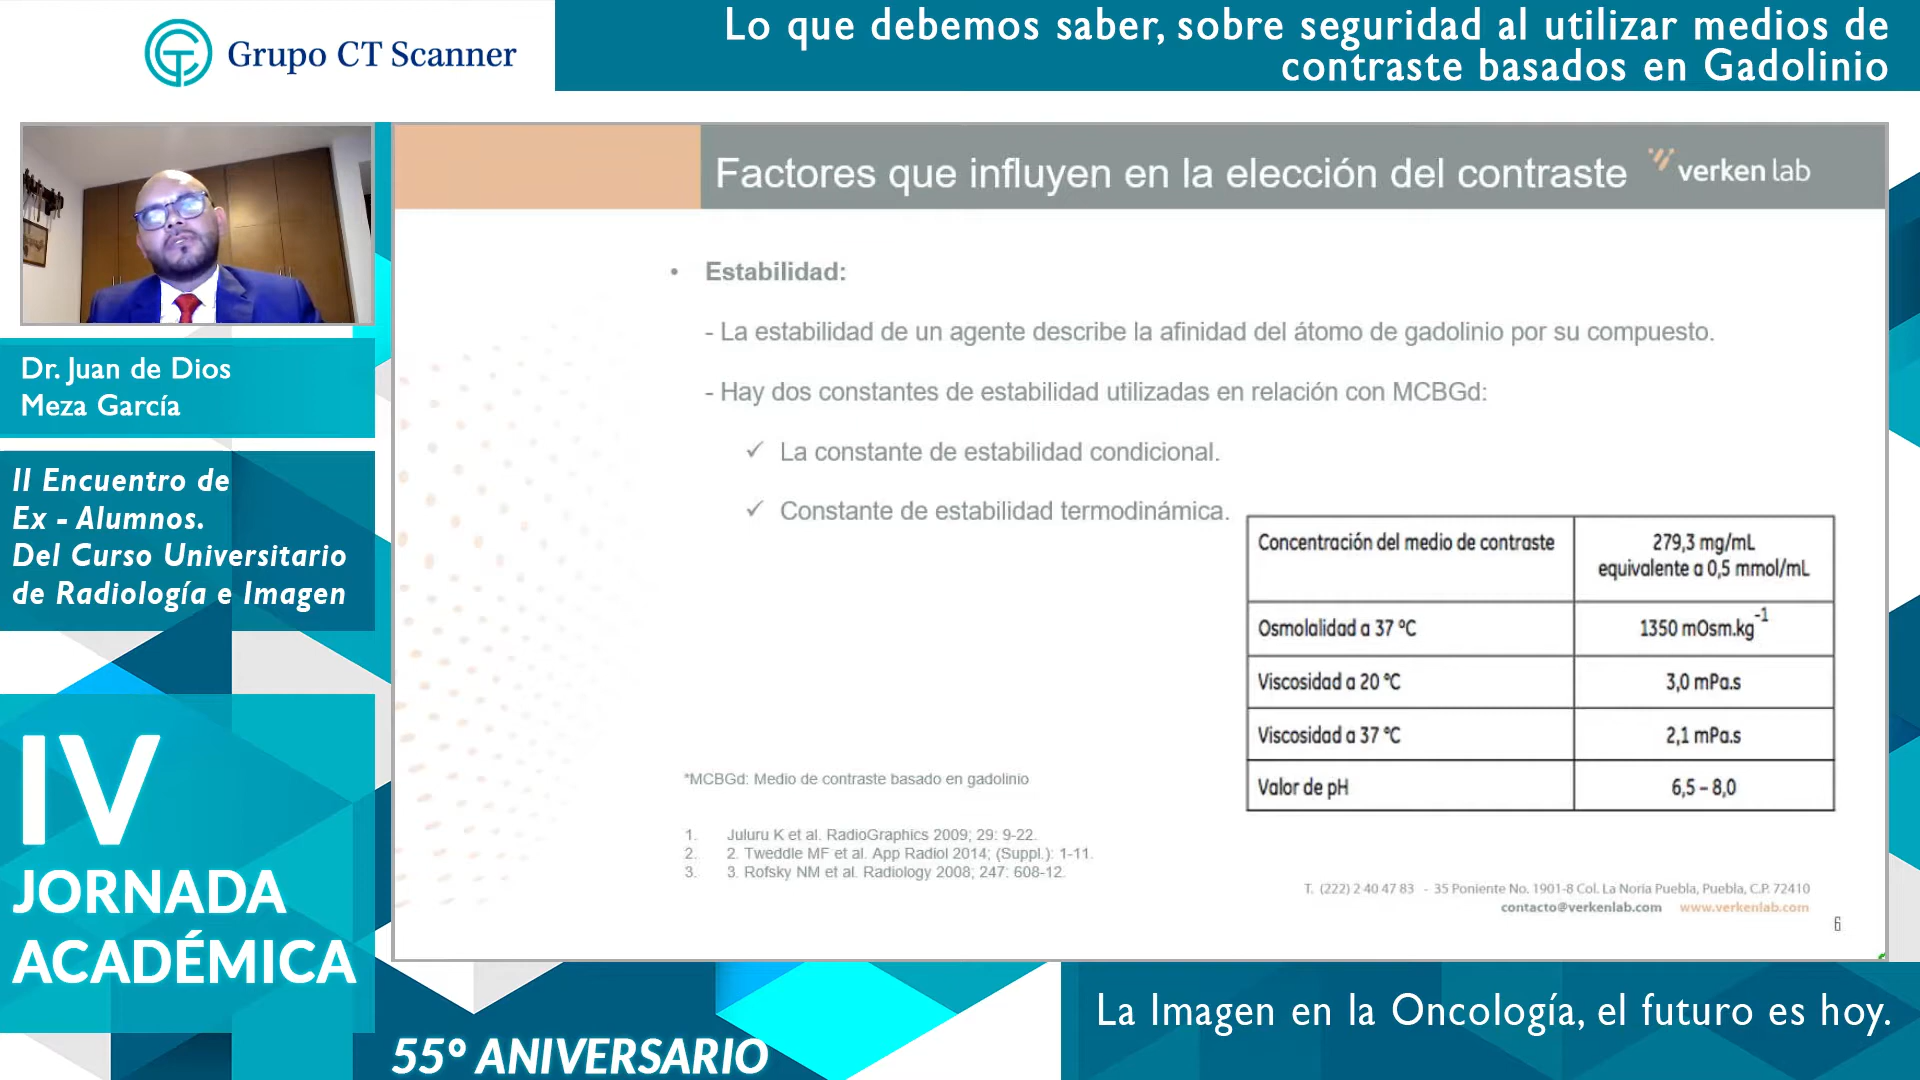 Grupo CT Scanner
Lo que debemos saber, sobre seguridad al utilizar medios de
contraste basados en Gadolinio
Dr. Juan de Dios
Meza García
II Encuentro de
Ex - Alumnos.
Del Curso Universitario
de Radiología e Imagen
IV
JORNADA
ACADÉMICA
55º ANIVERSARIO
Factores que influyen en la elección del contraste
verken lab
• Estabilidad:
- La estabilidad de un agente describe la afinidad del átomo de gadolinio por su compuesto.
- Hay dos constantes de estabilidad utilizadas en relación con MCBGd:
✓ La constante de estabilidad condicional.
✓ Constante de estabilidad termodinámica.
Concentración del medio de contraste 279,3 mg/mL
equivalente a 0,5 mmol/mL
Osmolalidad a 37 ºC 1350 mOsm.kg-1
Viscosidad a 20 ºC 3,0 mPa.s
Viscosidad a 37 ºC 2,1 mPa.s
Valor de pH 6,5 – 8,0
*MCBGd: Medio de contraste basado en gadolinio
1. Juluru K et al. RadioGraphics 2009; 29: 9-22.
2. 2. Tweddle MF et al. App Radiol 2014; (Suppl.): 1-11.
3. 3. Rofsky NM et al. Radiology 2008; 247: 608-12.
T. (222) 2 40 47 83 - 35 Poniente No. 1901-8 Col. La Noria Puebla, Puebla, C.P. 72410
contacto@verkenlab.com www.verkenlab.com
6
La Imagen en la Oncología, el futuro es hoy.